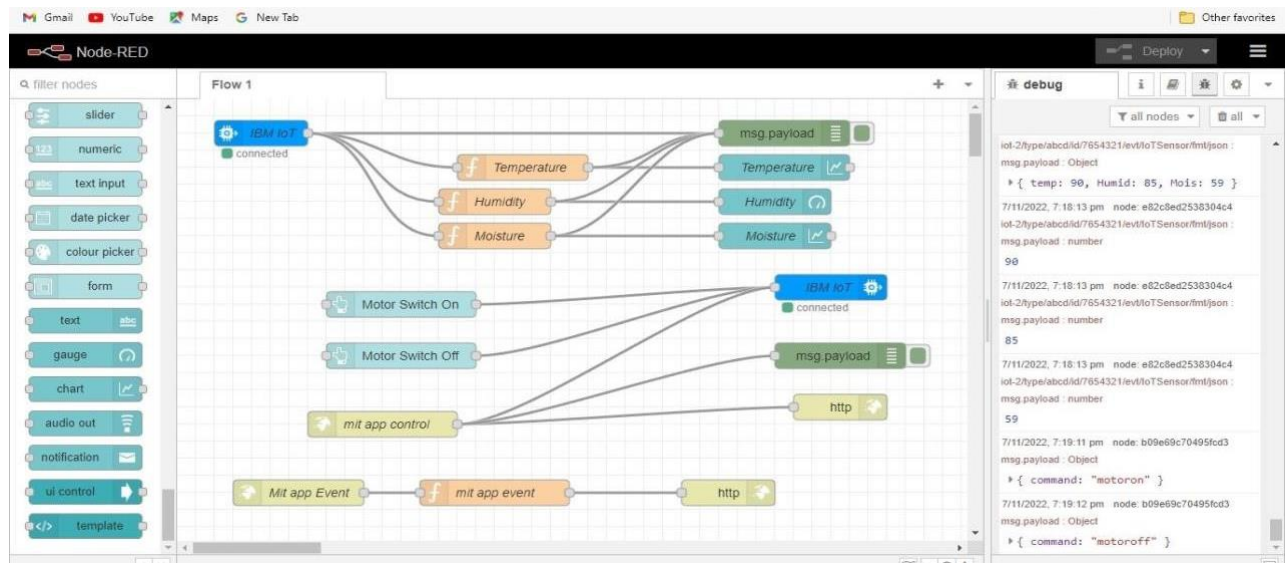 Gmail YouTube Maps New Tab Other favorites
Node-RED Deploy
filter nodes
slider
numeric
text input
date picker
colour picker
form
text
gauge
chart
audio out
notification
ui control
template
Flow 1
IBM IoT
connected
Temperature
Humidity
Moisture
msg.payload
Temperature
Humidity
Moisture
Motor Switch On
Motor Switch Off
mit app control
IBM IoT
connected
msg.payload
http
Mit app Event
mit app event
http
debug
all nodes all
iot-2/type/abcd/id/7654321/evt/IoTSensor/fmt/json :
msg.payload : Object
{ temp: 90, Humid: 85, Mois: 59 }
7/11/2022, 7:18:13 pm node: e82c8ed2538304c4
iot-2/type/abcd/id/7654321/evt/IoTSensor/fmt/json :
msg.payload : number
90
7/11/2022, 7:18:13 pm node: e82c8ed2538304c4
iot-2/type/abcd/id/7654321/evt/IoTSensor/fmt/json :
msg.payload : number
85
7/11/2022, 7:18:13 pm node: e82c8ed2538304c4
iot-2/type/abcd/id/7654321/evt/IoTSensor/fmt/json :
msg.payload : number
59
7/11/2022, 7:19:11 pm node: b09e69c70495fcd3
msg.payload : Object
{ command: "motoron" }
7/11/2022, 7:19:12 pm node: b09e69c70495fcd3
msg.payload : Object
{ command: "motoroff" }